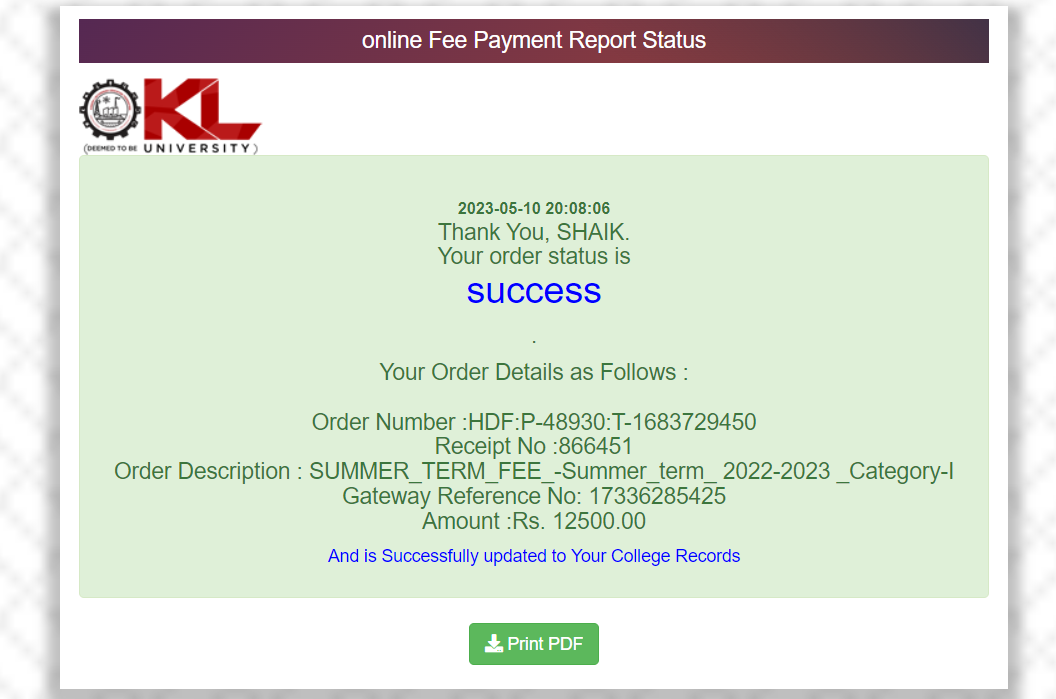 online Fee Payment Report Status
KL
(DEEMED TO BE UNIVERSITY)
2023-05-10 20:08:06
Thank You, SHAIK.
Your order status is
success
.
Your Order Details as Follows :
Order Number :HDF:P-48930:T-1683729450
Receipt No :866451
Order Description : SUMMER_TERM_FEE_-Summer_term_ 2022-2023 _Category-I
Gateway Reference No: 17336285425
Amount :Rs. 12500.00
And is Successfully updated to Your College Records
Print PDF